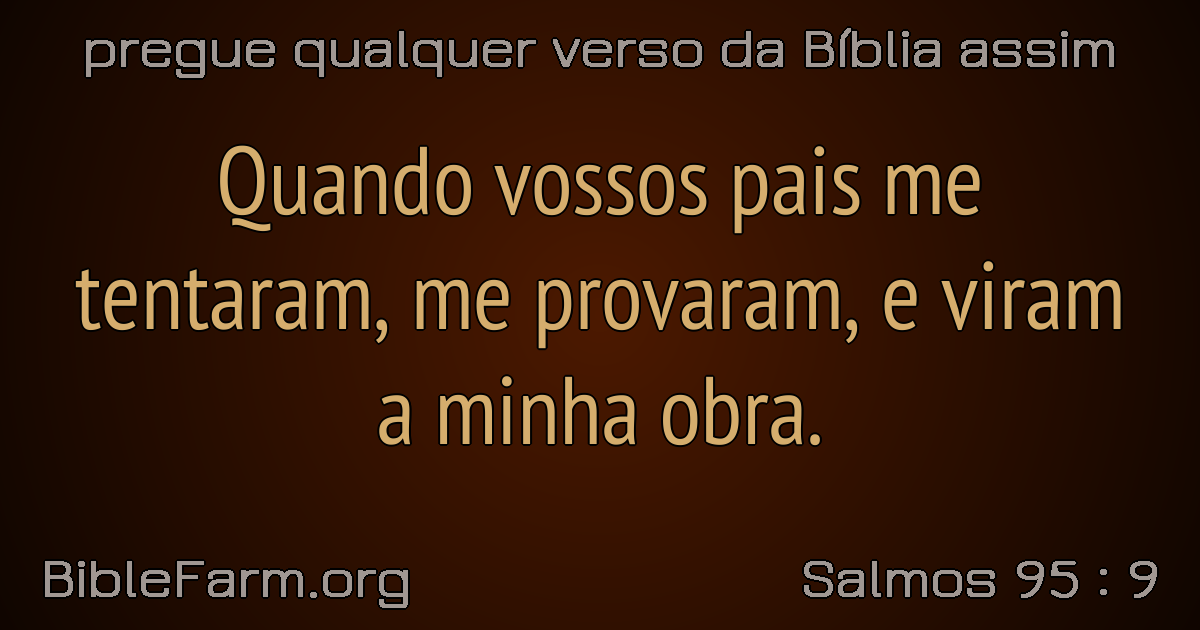 pregue qualquer verso da Bíblia assim
Quando vossos pais me
tentaram, me provaram, e viram
a minha obra.
BibleFarm.org
Salmos 95 : 9